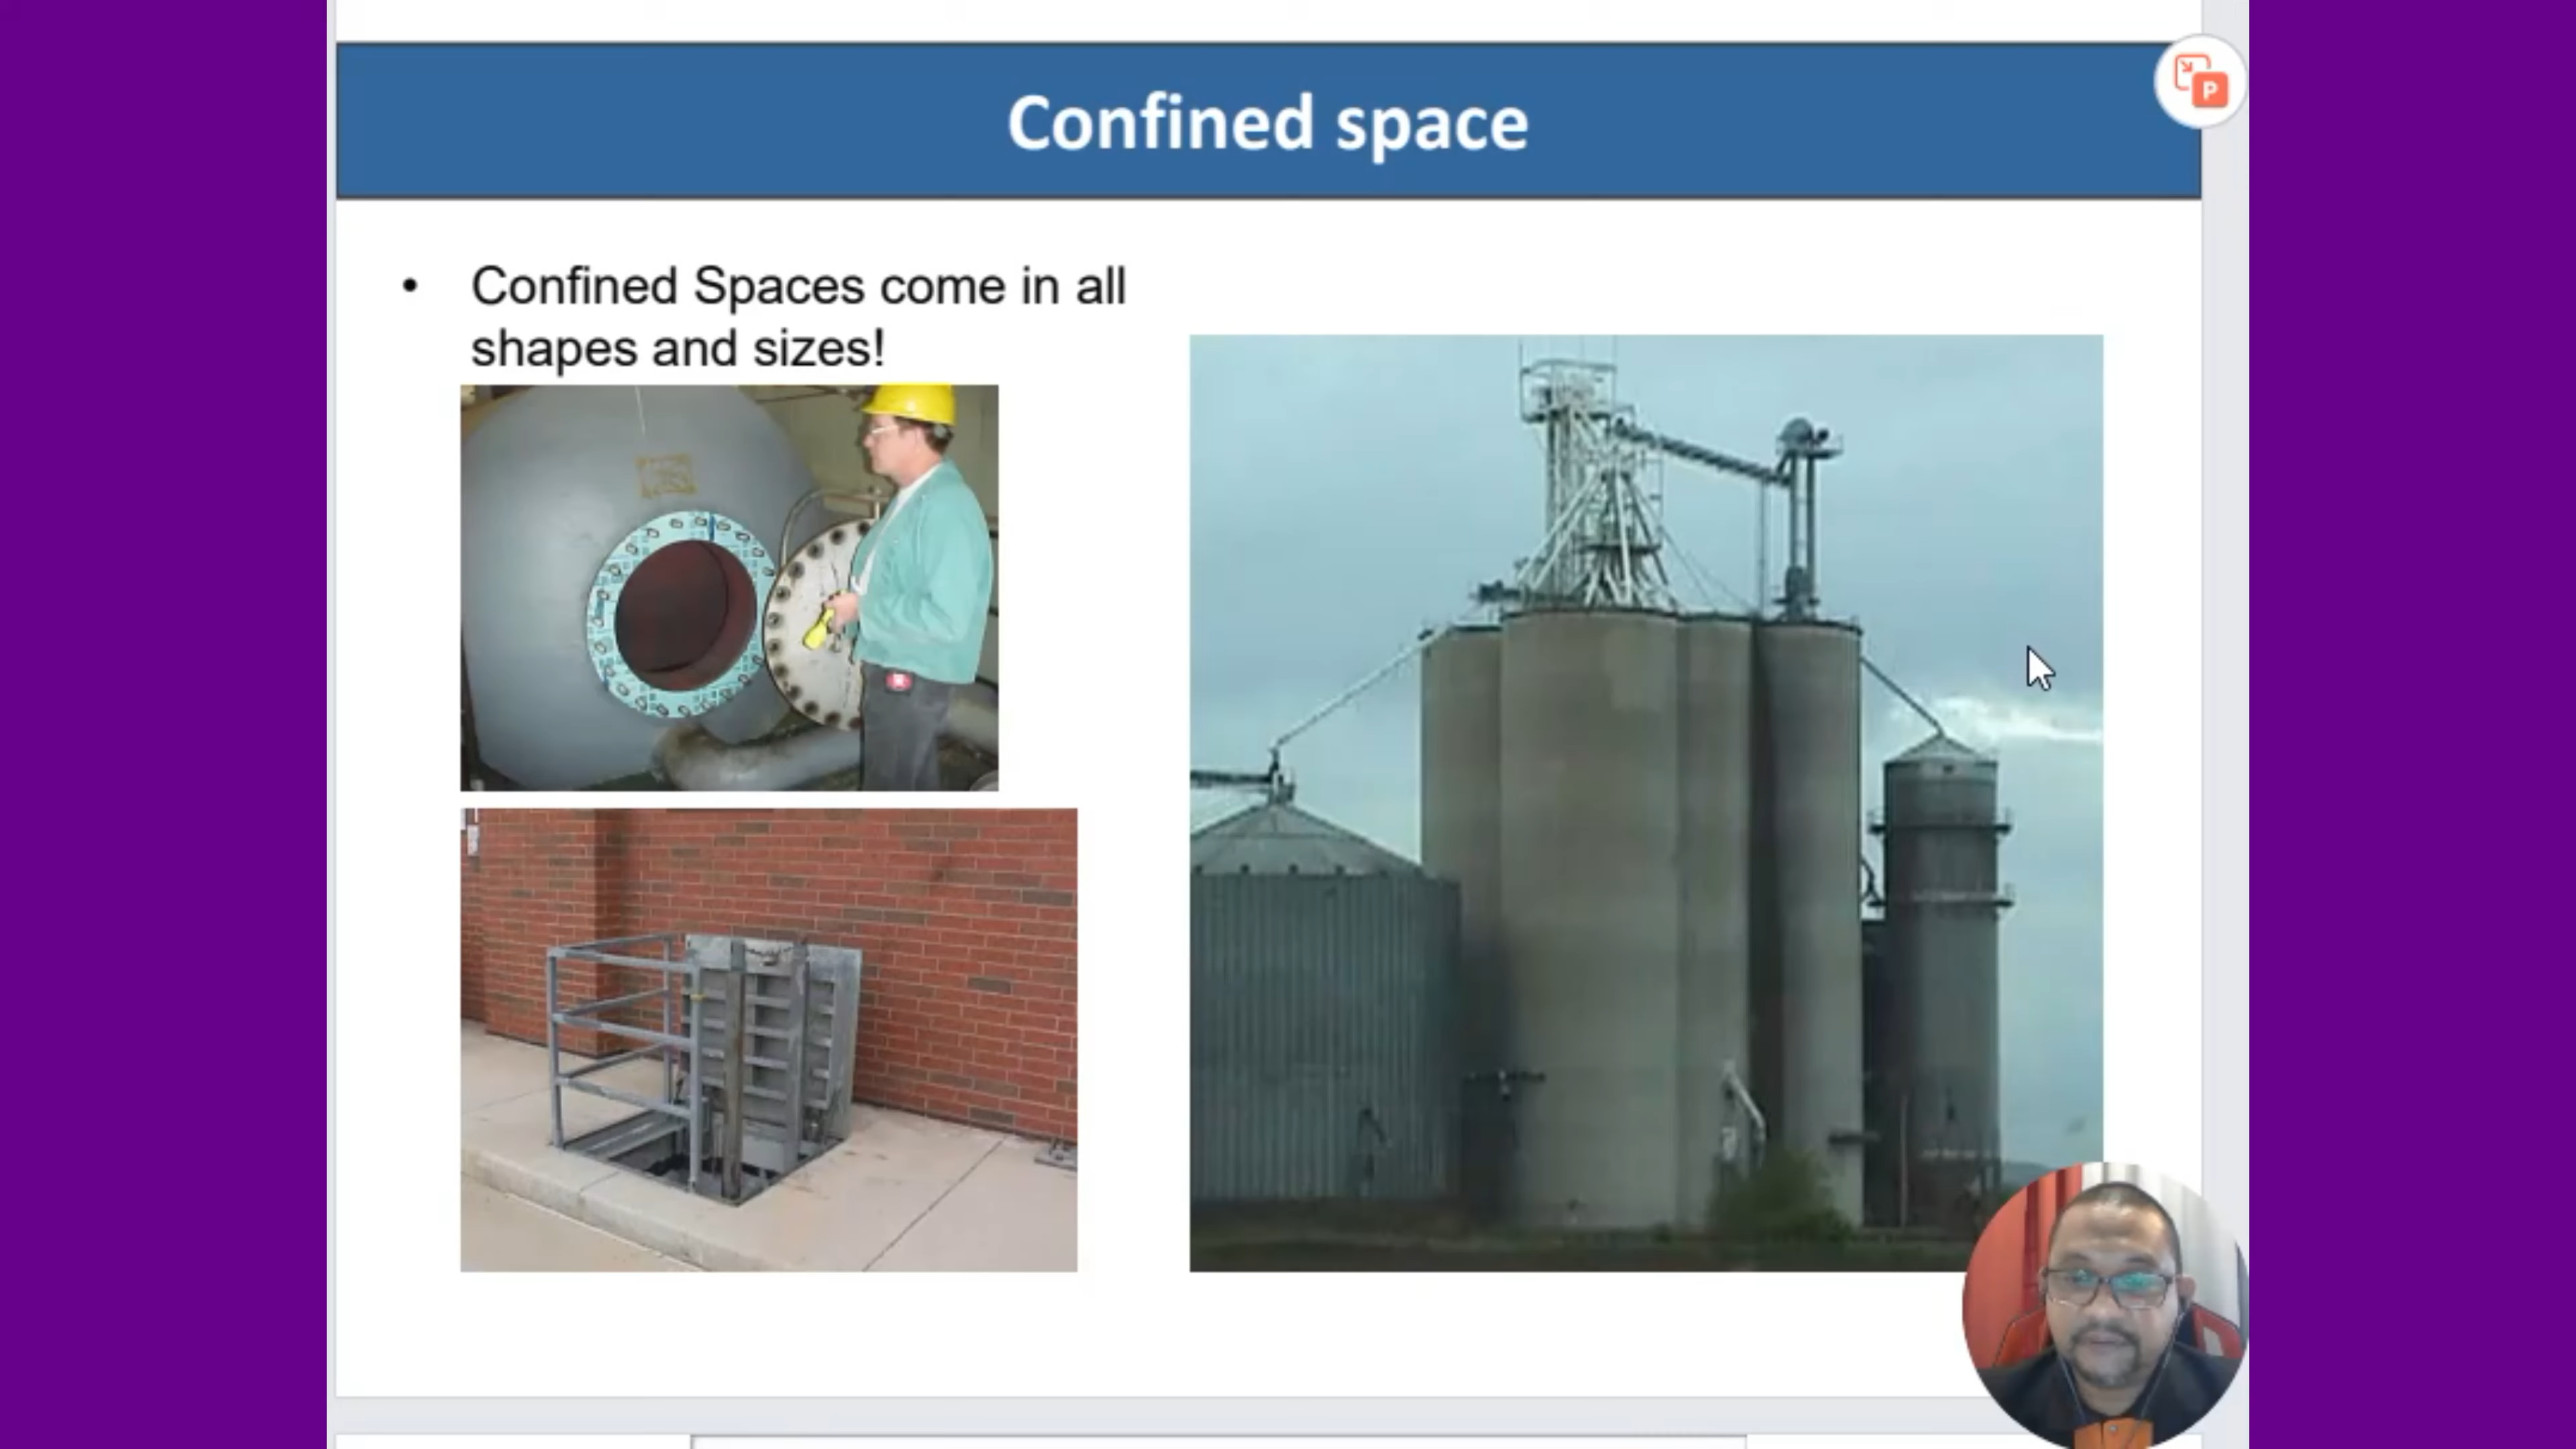 Confined space
P
• Confined Spaces come in all
shapes and sizes!